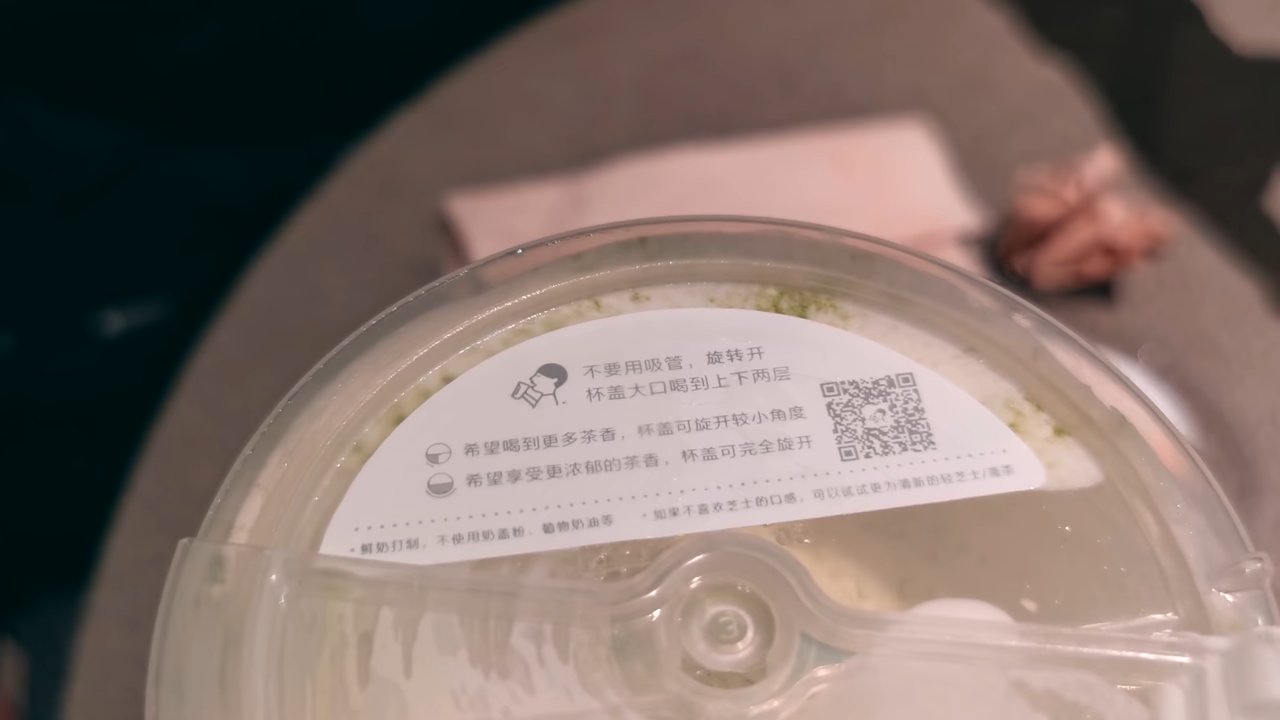 不要用吸管，旋转开
杯盖大口喝到上下两层
希望喝到更多茶香，杯盖可旋开较小角度
希望享受更浓郁的茶香，杯盖可完全旋开
•鲜奶打制，不使用奶盖粉、植物奶油等
•如果不喜欢芝士的口感，可以试试更为清新的轻芝士/纯茶
3